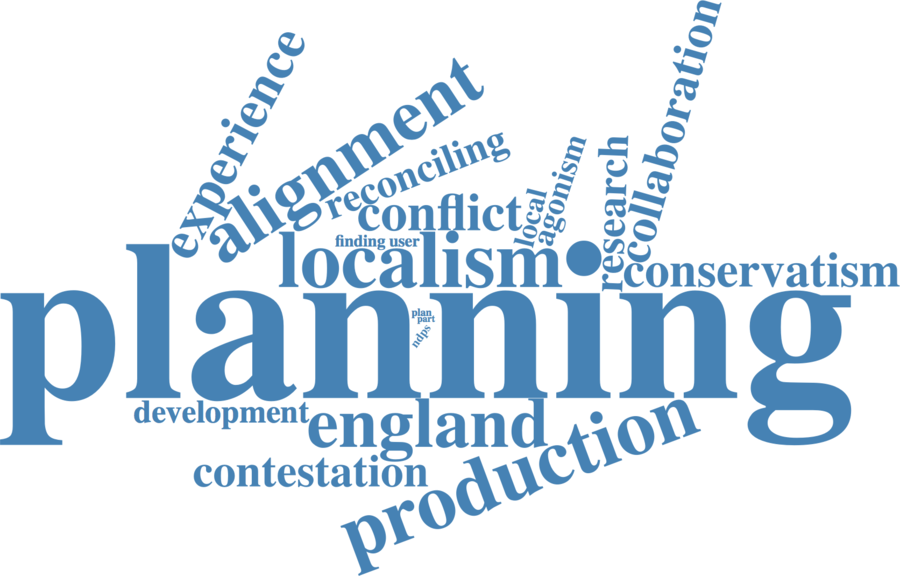 experience
alignment
reconciling
collaboration
agonism
research
local
conflict
finding user
localism
conservatism
planning
plan
part
ndps
development
england
contestation
production